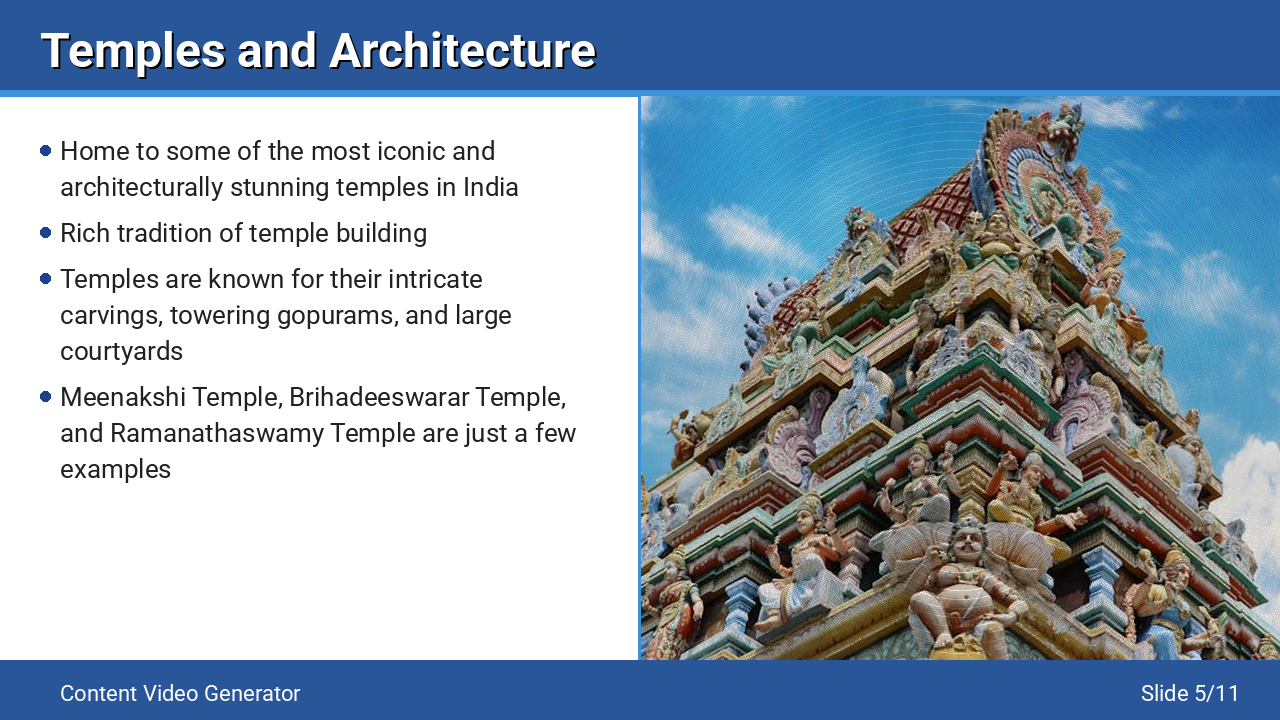 Temples and Architecture
Home to some of the most iconic and
architecturally stunning temples in India
Rich tradition of temple building
Temples are known for their intricate
carvings, towering gopurams, and large
courtyards
Meenakshi Temple, Brihadeeswarar Temple,
and Ramanathaswamy Temple are just a few
examples
Content Video Generator
Slide 5/11